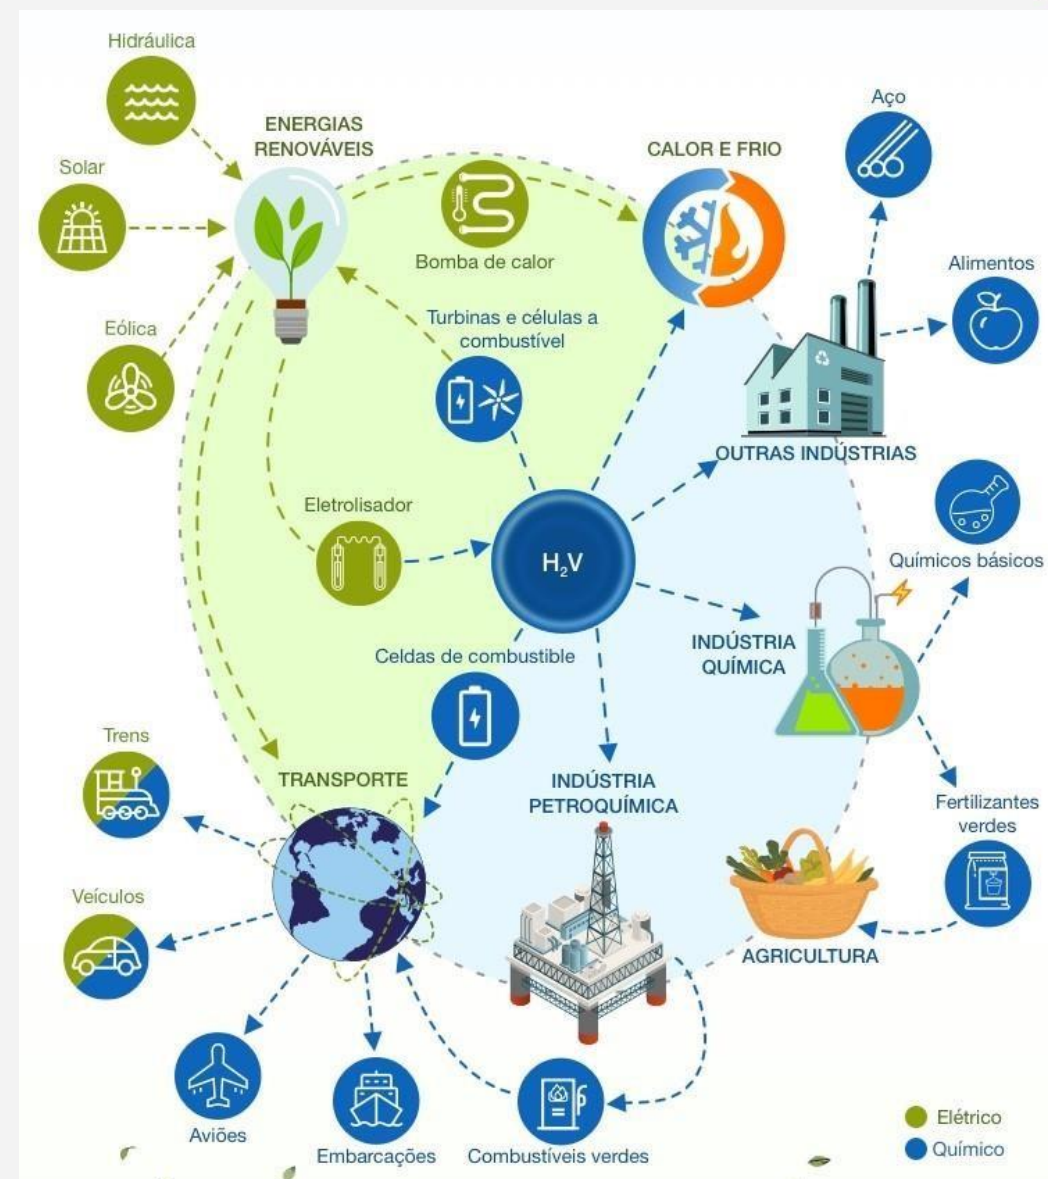 Hidráulica
ENERGIAS
RENOVÁVEIS
Solar
Eólica
Bomba de calor
CALOR E FRIO
Aço
Alimentos
Turbinas e células a
combustível
OUTRAS INDÚSTRIAS
Eletrolisador
H₂V
Químicos básicos
INDÚSTRIA
QUÍMICA
Celdas de combustible
Trens
TRANSPORTE
INDÚSTRIA
PETROQUÍMICA
Fertilizantes
verdes
Veículos
AGRICULTURA
Aviões
Embarcações
Combustíveis verdes
Elétrico
Químico